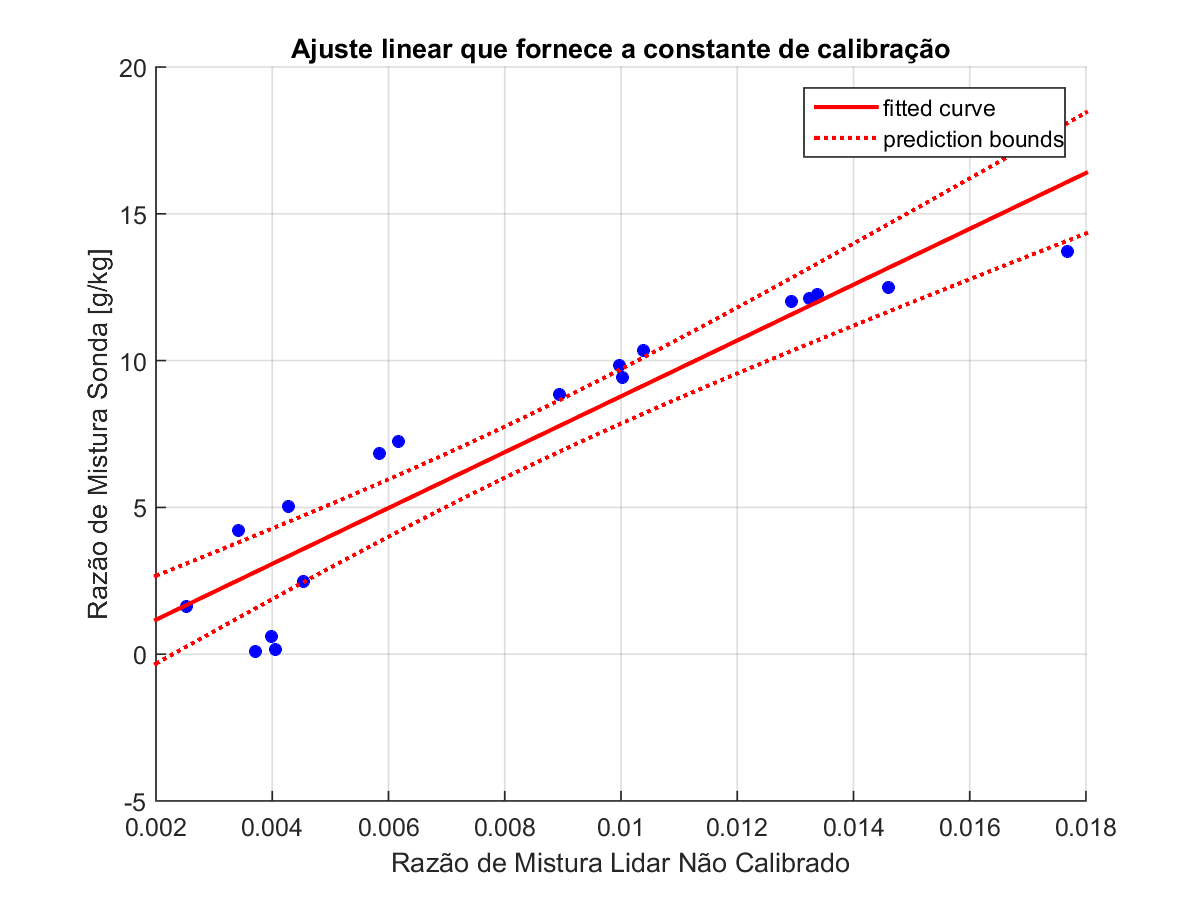 Ajuste linear que fornece a constante de calibração
fitted curve
prediction bounds
Razão de Mistura Sonda [g/kg]
20
15
10
5
0
-5
0.002 0.004 0.006 0.008 0.01 0.012 0.014 0.016 0.018
Razão de Mistura Lidar Não Calibrado